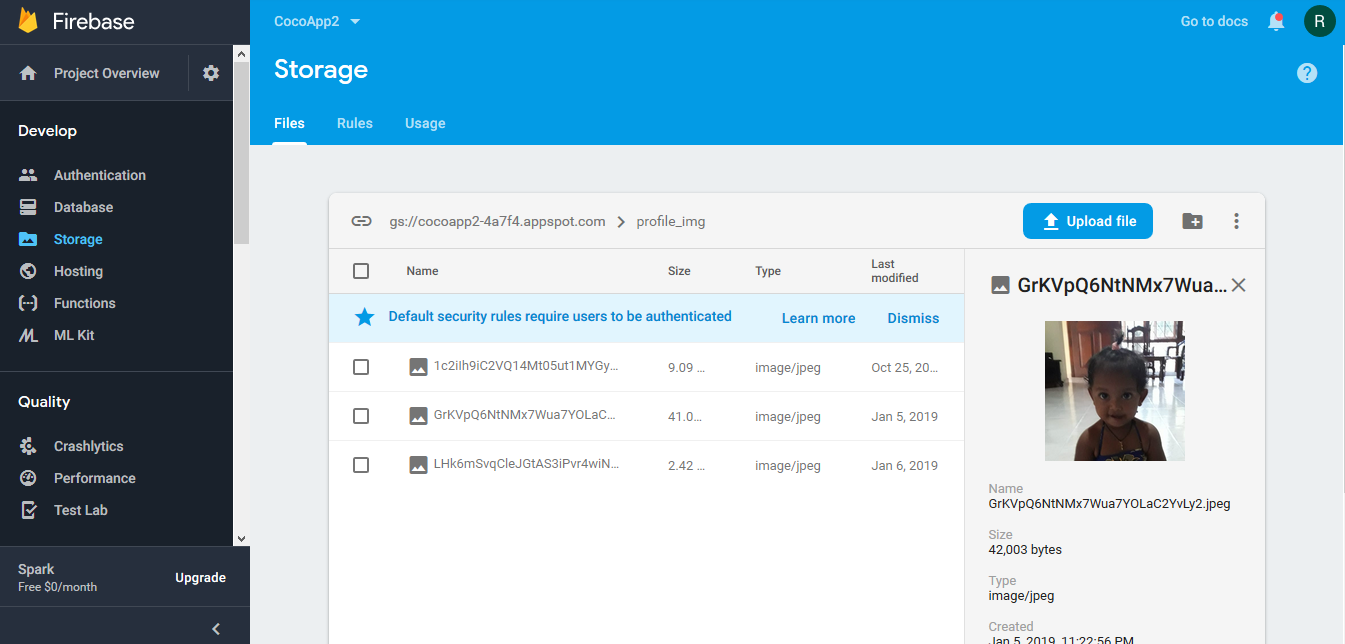 Firebase
CocoApp2
Go to docs
R
Project Overview
Storage
?
Files
Rules
Usage
Develop
Authentication
Database
Storage
Hosting
Functions
ML Kit
Quality
Crashlytics
Performance
Test Lab
Spark
Free $0/month
Upgrade
gs://cocoapp2-4a7f4.appspot.com
profile_img
Upload file
Name
Size
Type
Last
modified
Default security rules require users to be authenticated
Learn more
Dismiss
1c2iIh9iC2VQ14Mt05ut1MYGy...
9.09 ...
image/jpeg
Oct 25, 20...
GrKVpQ6NtNMx7Wua7YOLaC...
41.0...
image/jpeg
Jan 5, 2019
LHk6mSvqCleJGtAS3iPvr4wiN...
2.42 ...
image/jpeg
Jan 6, 2019
GrKVpQ6NtNMx7Wua...
Name
GrKVpQ6NtNMx7Wua7YOLaC2YvLy2.jpeg
Size
42,003 bytes
Type
image/jpeg
Created
Jan 5, 2019, 11:22:56 PM